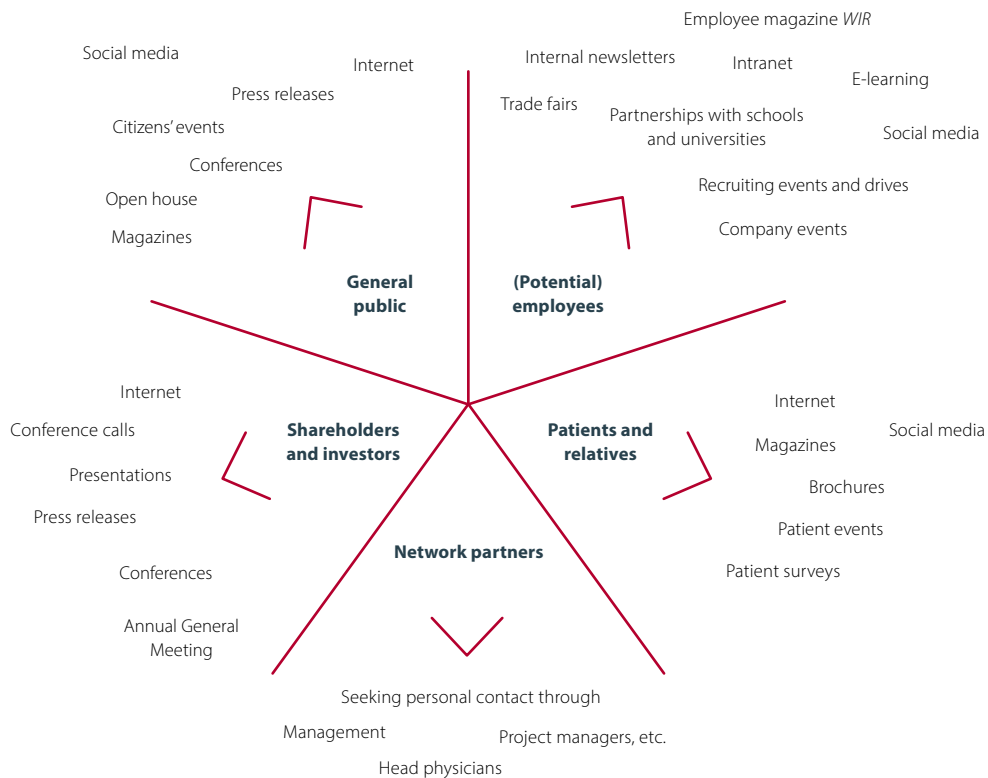 Social media
Internet
Press releases
Citizens' events
Conferences
Open house
Magazines
General
public
Employee magazine WIR
Internal newsletters
Intranet
E-learning
Trade fairs
Partnerships with schools
and universities
Social media
Recruiting events and drives
Company events
(Potential)
employees
Internet
Conference calls
Presentations
Press releases
Conferences
Annual General
Meeting
Shareholders
and investors
Patients and
relatives
Internet
Social media
Magazines
Brochures
Patient events
Patient surveys
Network partners
Seeking personal contact through
Management
Project managers, etc.
Head physicians